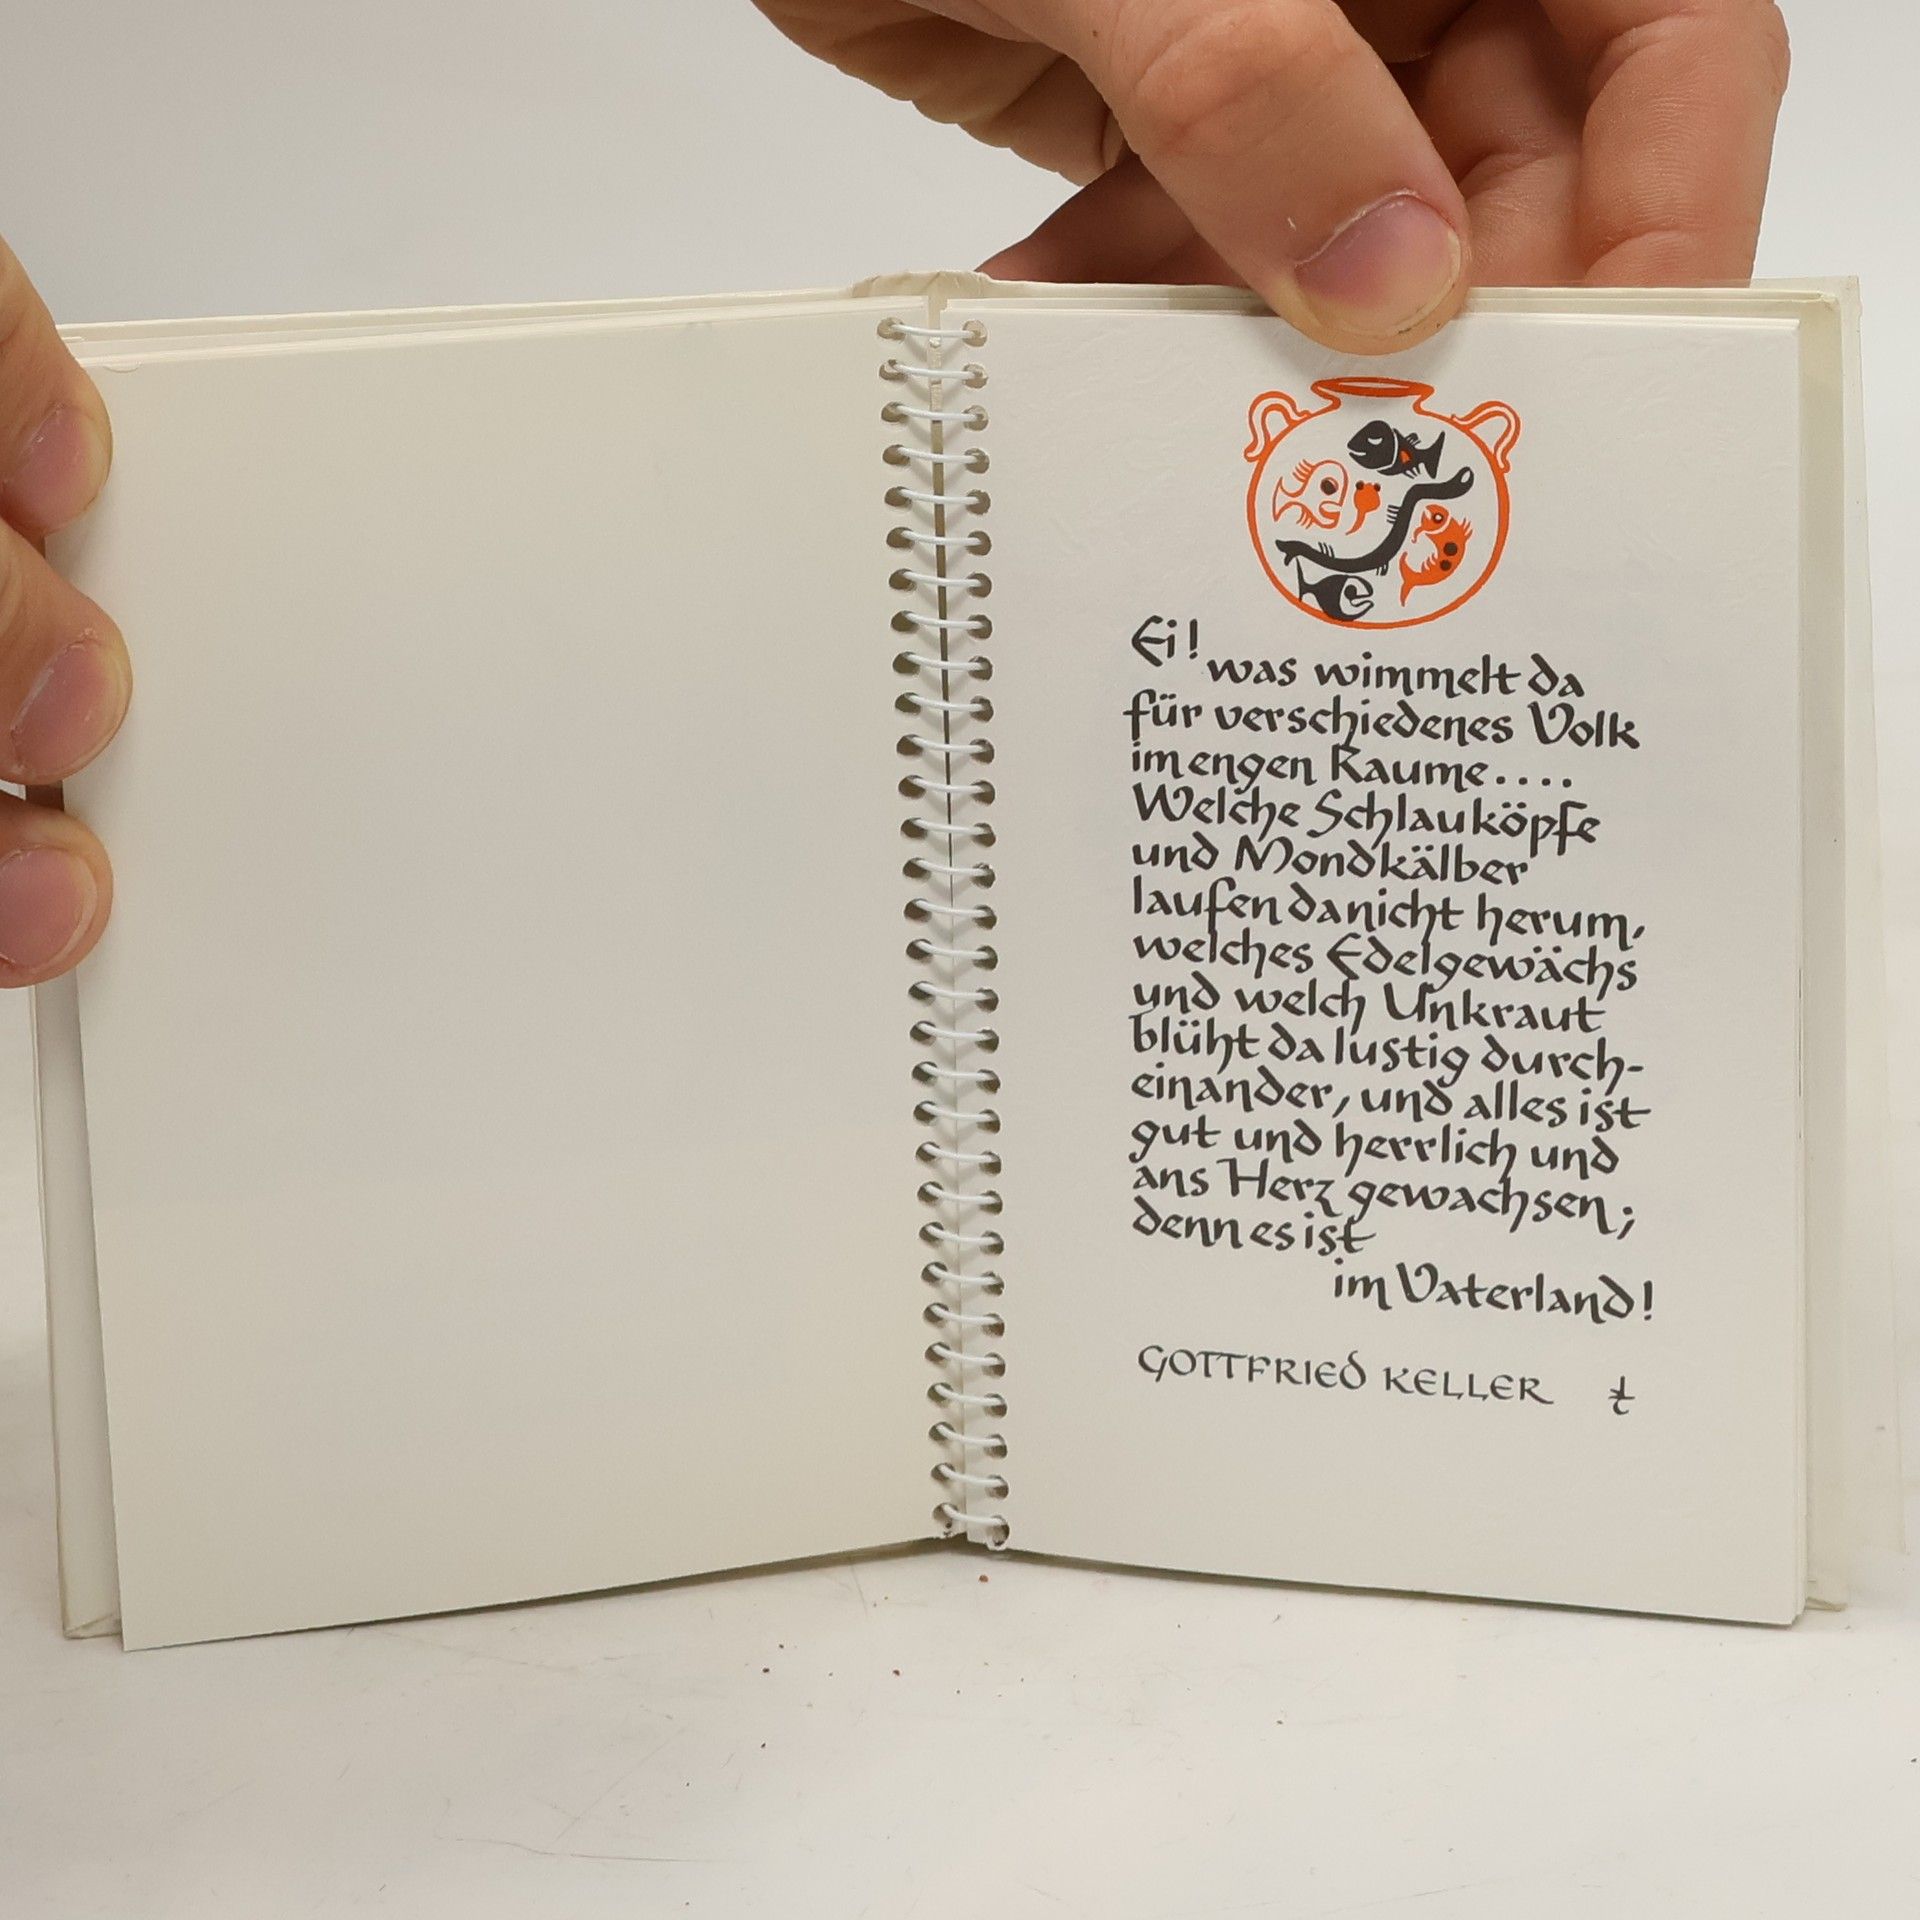 Ei!
was wimmelt da
für verschiedenes Volk
im engen Raume....
Welche Schlauköpfe
und Mondkälber
laufen da nicht herum,
welches Edelgewächs
und welch Unkraut
blüht da lustig durch-
einander, und alles ist
gut und herrlich und
ans Herz gewachsen;
denn es ist
im Vaterland!
GOTTFRIED KELLER